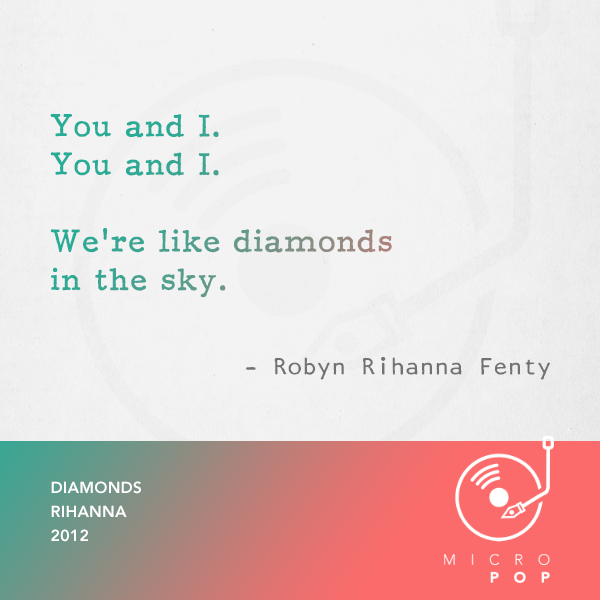 You and I.
You and I.
We're like diamonds
in the sky.
– Robyn Rihanna Fenty
DIAMONDS
RIHANNA
2012
MICRO
POP